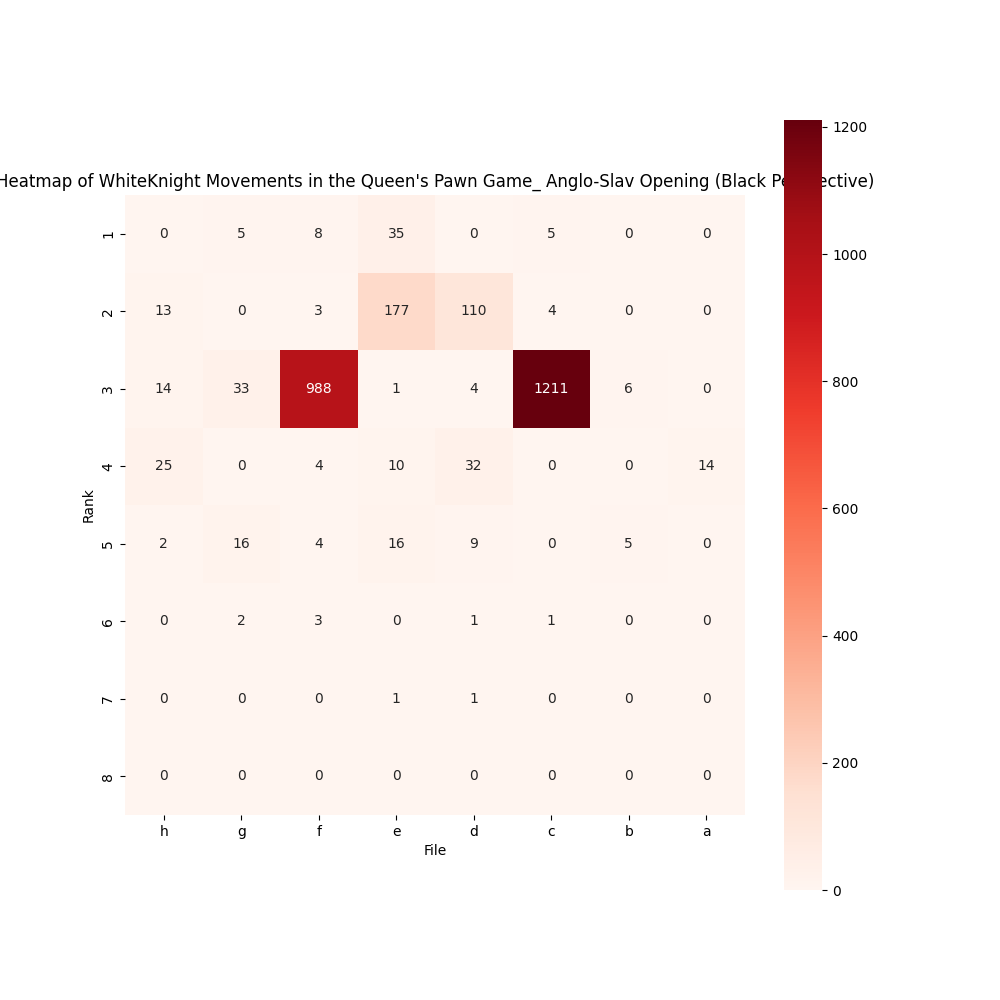 Heatmap of WhiteKnight Movements in the Queen's Pawn Game_ Anglo-Slav Opening (Black
1200
1000
800
600
400
200
0
Rank
1 0 5 8 35 0 5 0 0
2 13 0 3 177 110 4 0 0
3 14 33 988 1 4 1211 6 0
4 25 0 4 10 32 0 0 14
5 2 16 4 16 9 0 5 0
6 0 2 3 0 1 1 0 0
7 0 0 0 1 1 0 0 0
8 0 0 0 0 0 0 0 0
h g f e d c b a
File